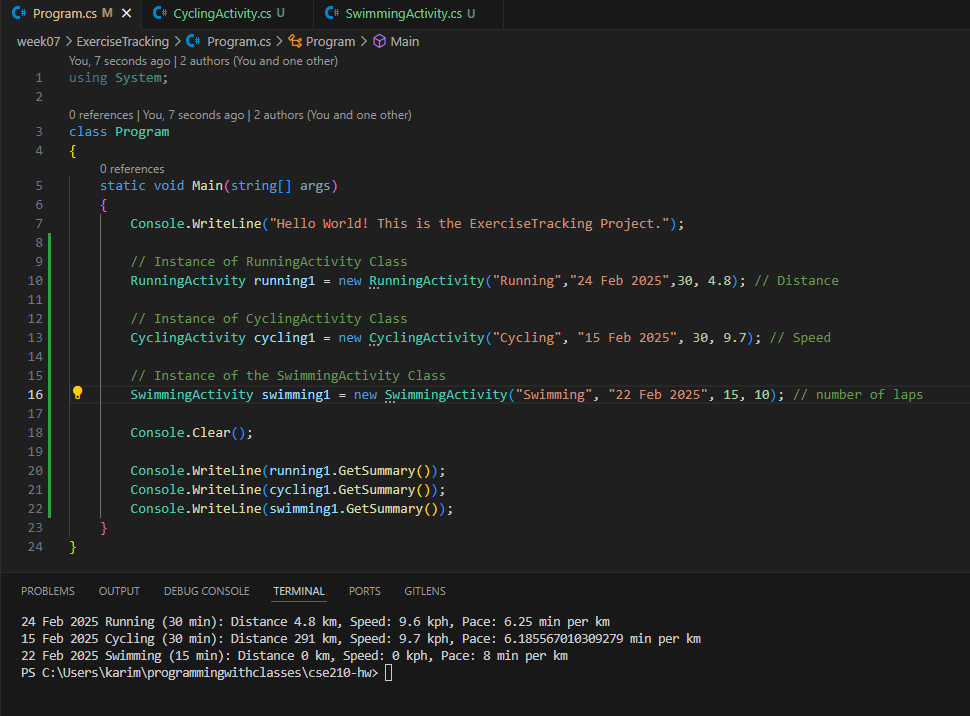 Program.cs M CyclingActivity.cs U SwimmingActivity.cs U
week07 > ExerciseTracking > Program.cs > Program > Main
You, 7 seconds ago | 2 authors (You and one other)
1 using System;
2
0 references | You, 7 seconds ago | 2 authors (You and one other)
3 class Program
4 {
0 references
5 static void Main(string[] args)
6 {
7 Console.WriteLine("Hello World! This is the ExerciseTracking Project.");
8
9 // Instance of RunningActivity Class
10 RunningActivity running1 = new RunningActivity("Running","24 Feb 2025",30, 4.8); // Distance
11
12 // Instance of CyclingActivity Class
13 CyclingActivity cycling1 = new CyclingActivity("Cycling", "15 Feb 2025", 30, 9.7); // Speed
14
15 // Instance of the SwimmingActivity Class
16 SwimmingActivity swimming1 = new SwimmingActivity("Swimming", "22 Feb 2025", 15, 10); // number of laps
17
18 Console.Clear();
19
20 Console.WriteLine(running1.GetSummary());
21 Console.WriteLine(cycling1.GetSummary());
22 Console.WriteLine(swimming1.GetSummary());
23 }
24 }
PROBLEMS OUTPUT DEBUG CONSOLE TERMINAL PORTS GITLENS
24 Feb 2025 Running (30 min): Distance 4.8 km, Speed: 9.6 kph, Pace: 6.25 min per km
15 Feb 2025 Cycling (30 min): Distance 291 km, Speed: 9.7 kph, Pace: 6.185567010309279 min per km
22 Feb 2025 Swimming (15 min): Distance 0 km, Speed: 0 kph, Pace: 8 min per km
PS C:\Users\karim\programmingwithclasses\cse210-hw>